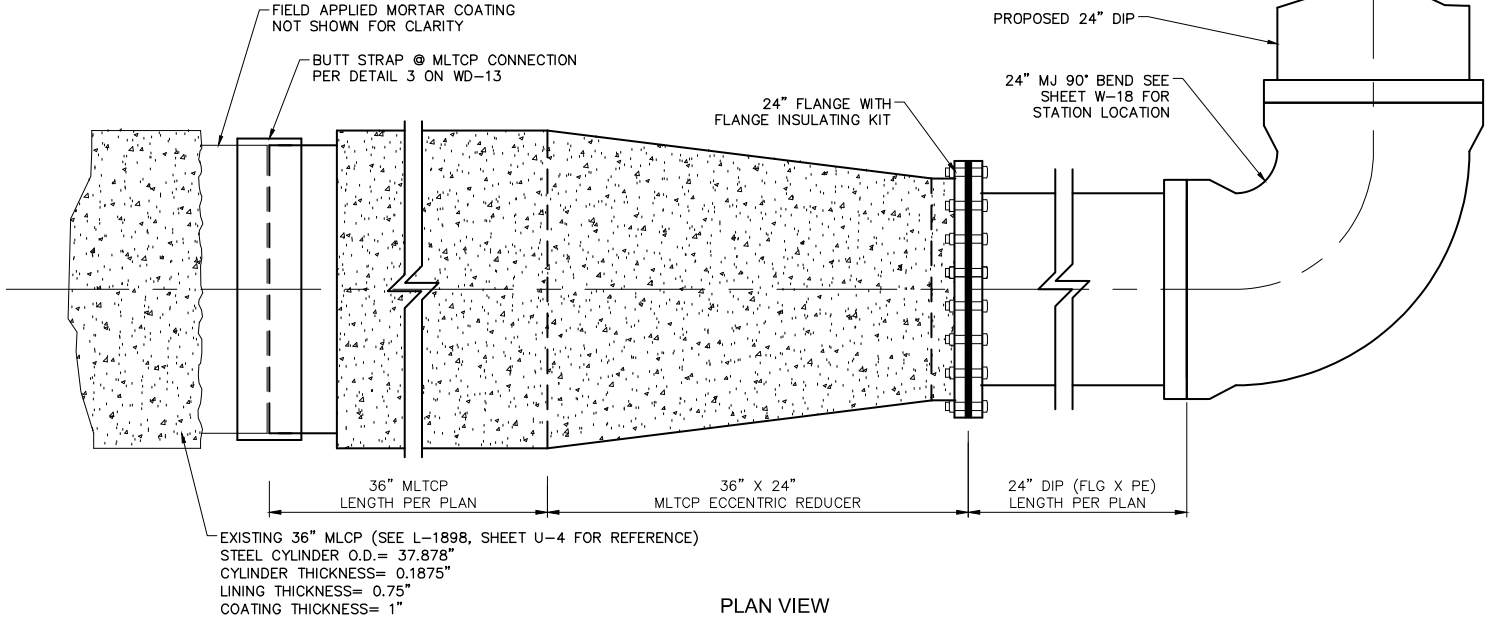 FIELD APPLIED MORTAR COATING
NOT SHOWN FOR CLARITY
BUTT STRAP @ MLTCP CONNECTION
PER DETAIL 3 ON WD-13
24" FLANGE WITH
FLANGE INSULATING KIT
PROPOSED 24" DIP
24" MJ 90° BEND SEE
SHEET W-18 FOR
STATION LOCATION
36" MLTCP
LENGTH PER PLAN
36" X 24"
MLTCP ECCENTRIC REDUCER
24" DIP (FLG X PE)
LENGTH PER PLAN
EXISTING 36" MLCP (SEE L-1898, SHEET U-4 FOR REFERENCE)
STEEL CYLINDER O.D.= 37.878"
CYLINDER THICKNESS= 0.1875"
LINING THICKNESS= 0.75"
COATING THICKNESS= 1"
PLAN VIEW